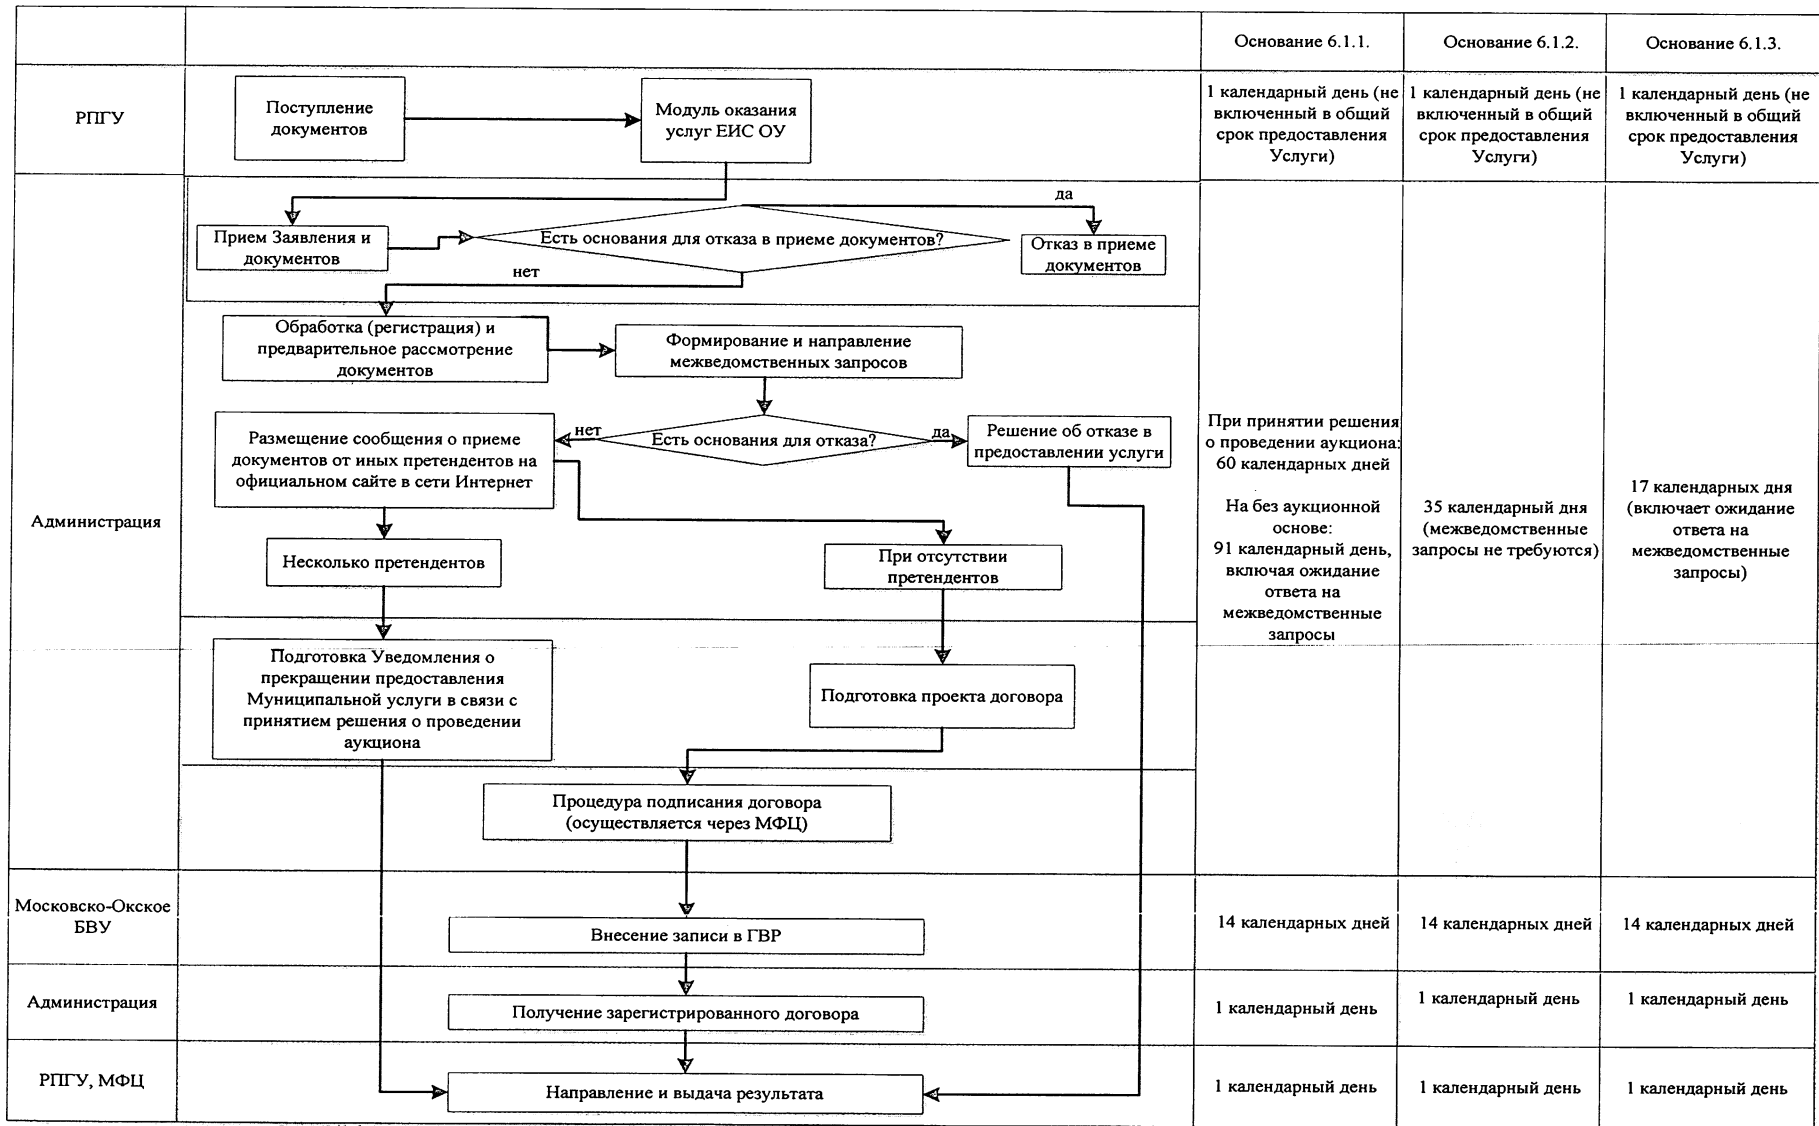 Основание 6.1.1.
Основание 6.1.2.
Основание 6.1.3.
РПГУ
Поступление
документов
Модуль оказания
услуг ЕИС ОУ
1 календарный день (не
включенный в общий
срок предоставления
Услуги)
1 календарный день (не
включенный в общий
срок предоставления
Услуги)
1 календарный день (не
включенный в общий
срок предоставления
Услуги)
Администрация
да
Прием Заявления и
документов
Есть основания для отказа в приеме документов?
Отказ в приеме
документов
нет
Обработка (регистрация) и
предварительное рассмотрение
документов
Формирование и направление
межведомственных запросов
Размещение сообщения о приеме
документов от иных претендентов на
официальном сайте в сети Интернет
нет
Есть основания для отказа?
да
Решение об отказе в
предоставлении услуги
Несколько претендентов
При отсутствии
претендентов
Подготовка Уведомления о
прекращении предоставления
Муниципальной услуги в связи с
принятием решения о проведении
аукциона
Подготовка проекта договора
Процедура подписания договора
(осуществляется через МФЦ)
При принятии решения
о проведении аукциона:
60 календарных дней
На без аукционной
основе:
91 календарный день,
включая ожидание
ответа на
межведомственные
запросы
35 календарный дня
(межведомственные
запросы не требуются)
17 календарных дня
(включает ожидание
ответа на
межведомственные
запросы)
Московско-Окское
БВУ
Внесение записи в ГВР
14 календарных дней
14 календарных дней
14 календарных дней
Администрация
Получение зарегистрированного договора
1 календарный день
1 календарный день
1 календарный день
РПГУ, МФЦ
Направление и выдача результата
1 календарный день
1 календарный день
1 календарный день